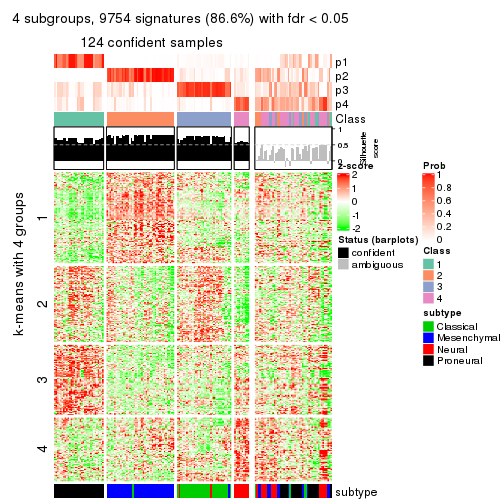 4 subgroups, 9754 signatures (86.6%) with fdr < 0.05
124 confident samples
p1
p2
p3
p4
Class
1
0.5
0
Silhouette
score
k-means with 4 groups
1
2
3
4
z-score
2
1
0
-1
-2
Status (barplots)
confident
ambiguous
Prob
1
0.8
0.6
0.4
0.2
0
Class
1
2
3
4
subtype
Classical
Mesenchymal
Neural
Proneural
subtype